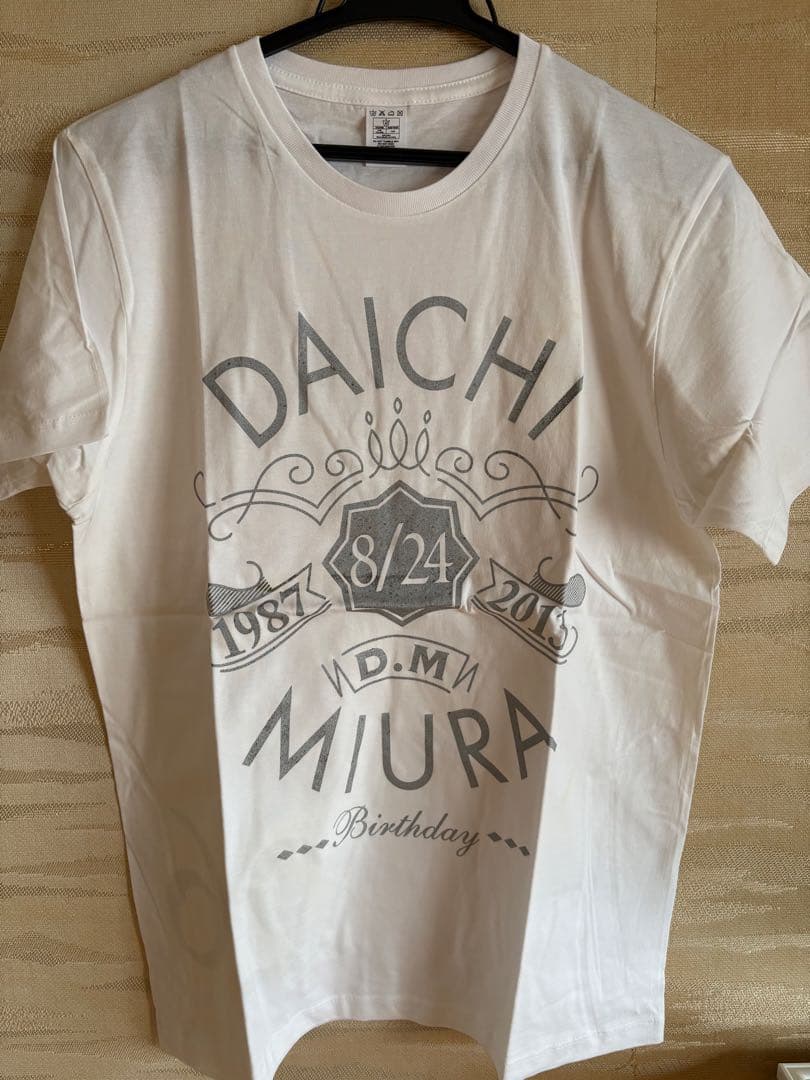 DAICHI
8/24
1987
2013
D.M
MIURA
Birthday